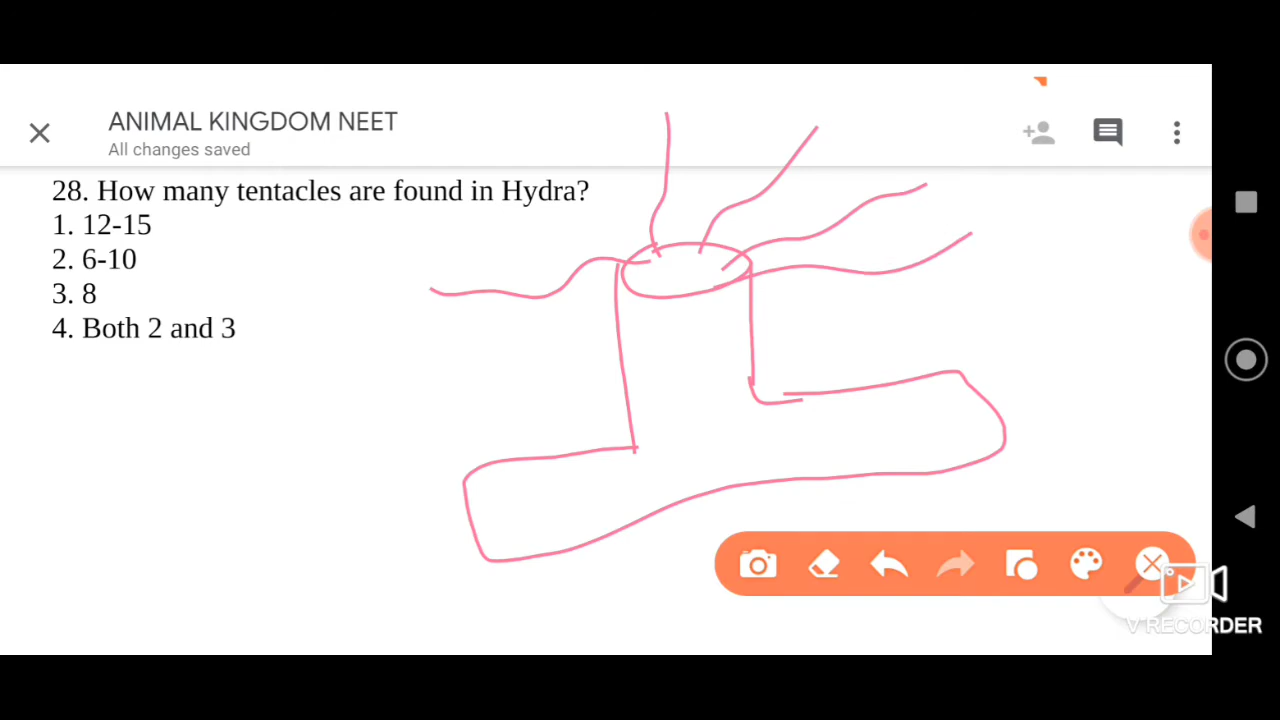 ANIMAL KINGDOM NEET
All changes saved
28. How many tentacles are found in Hydra?
1. 12-15
2. 6-10
3. 8
4. Both 2 and 3
V RECORDER